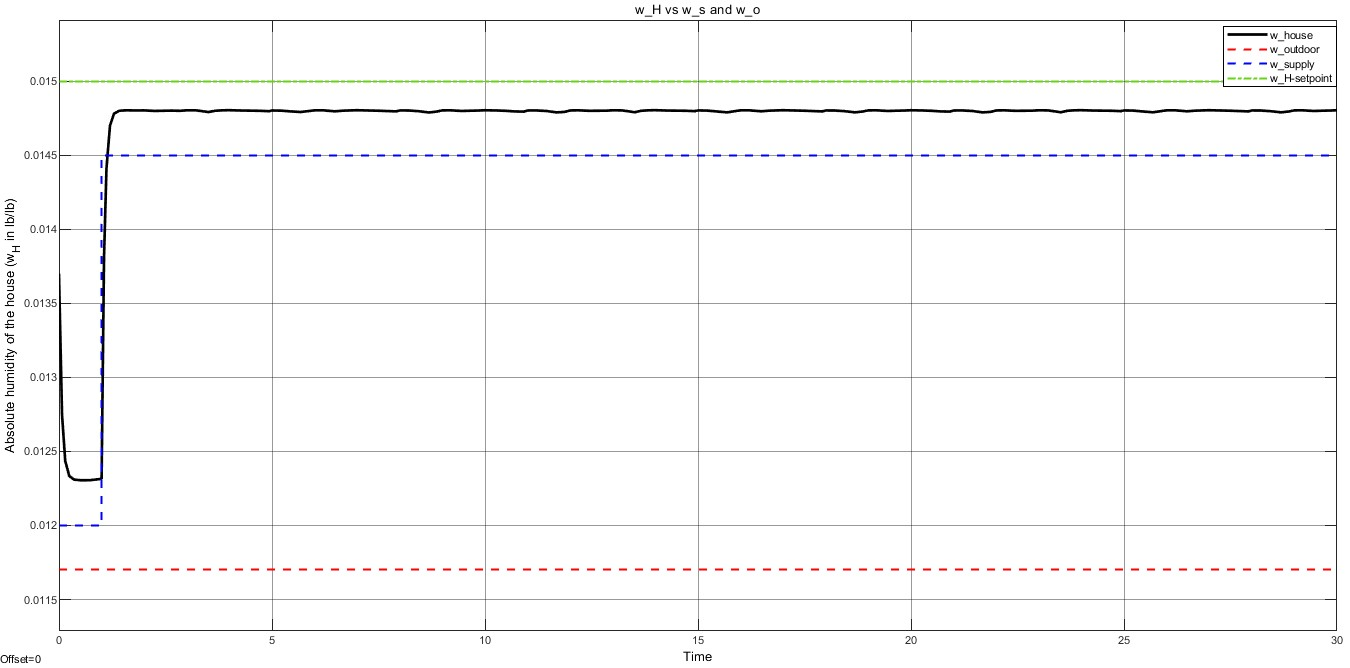 w_H vs w_s and w_o
w_house
w_outdoor
w_supply
w_H-setpoint
Absolute humidity of the house (w_H in lb/lb)
0.015
0.0145
0.014
0.0135
0.013
0.0125
0.012
0.0115
0 5 10 15 20 25 30
Time
Offset=0